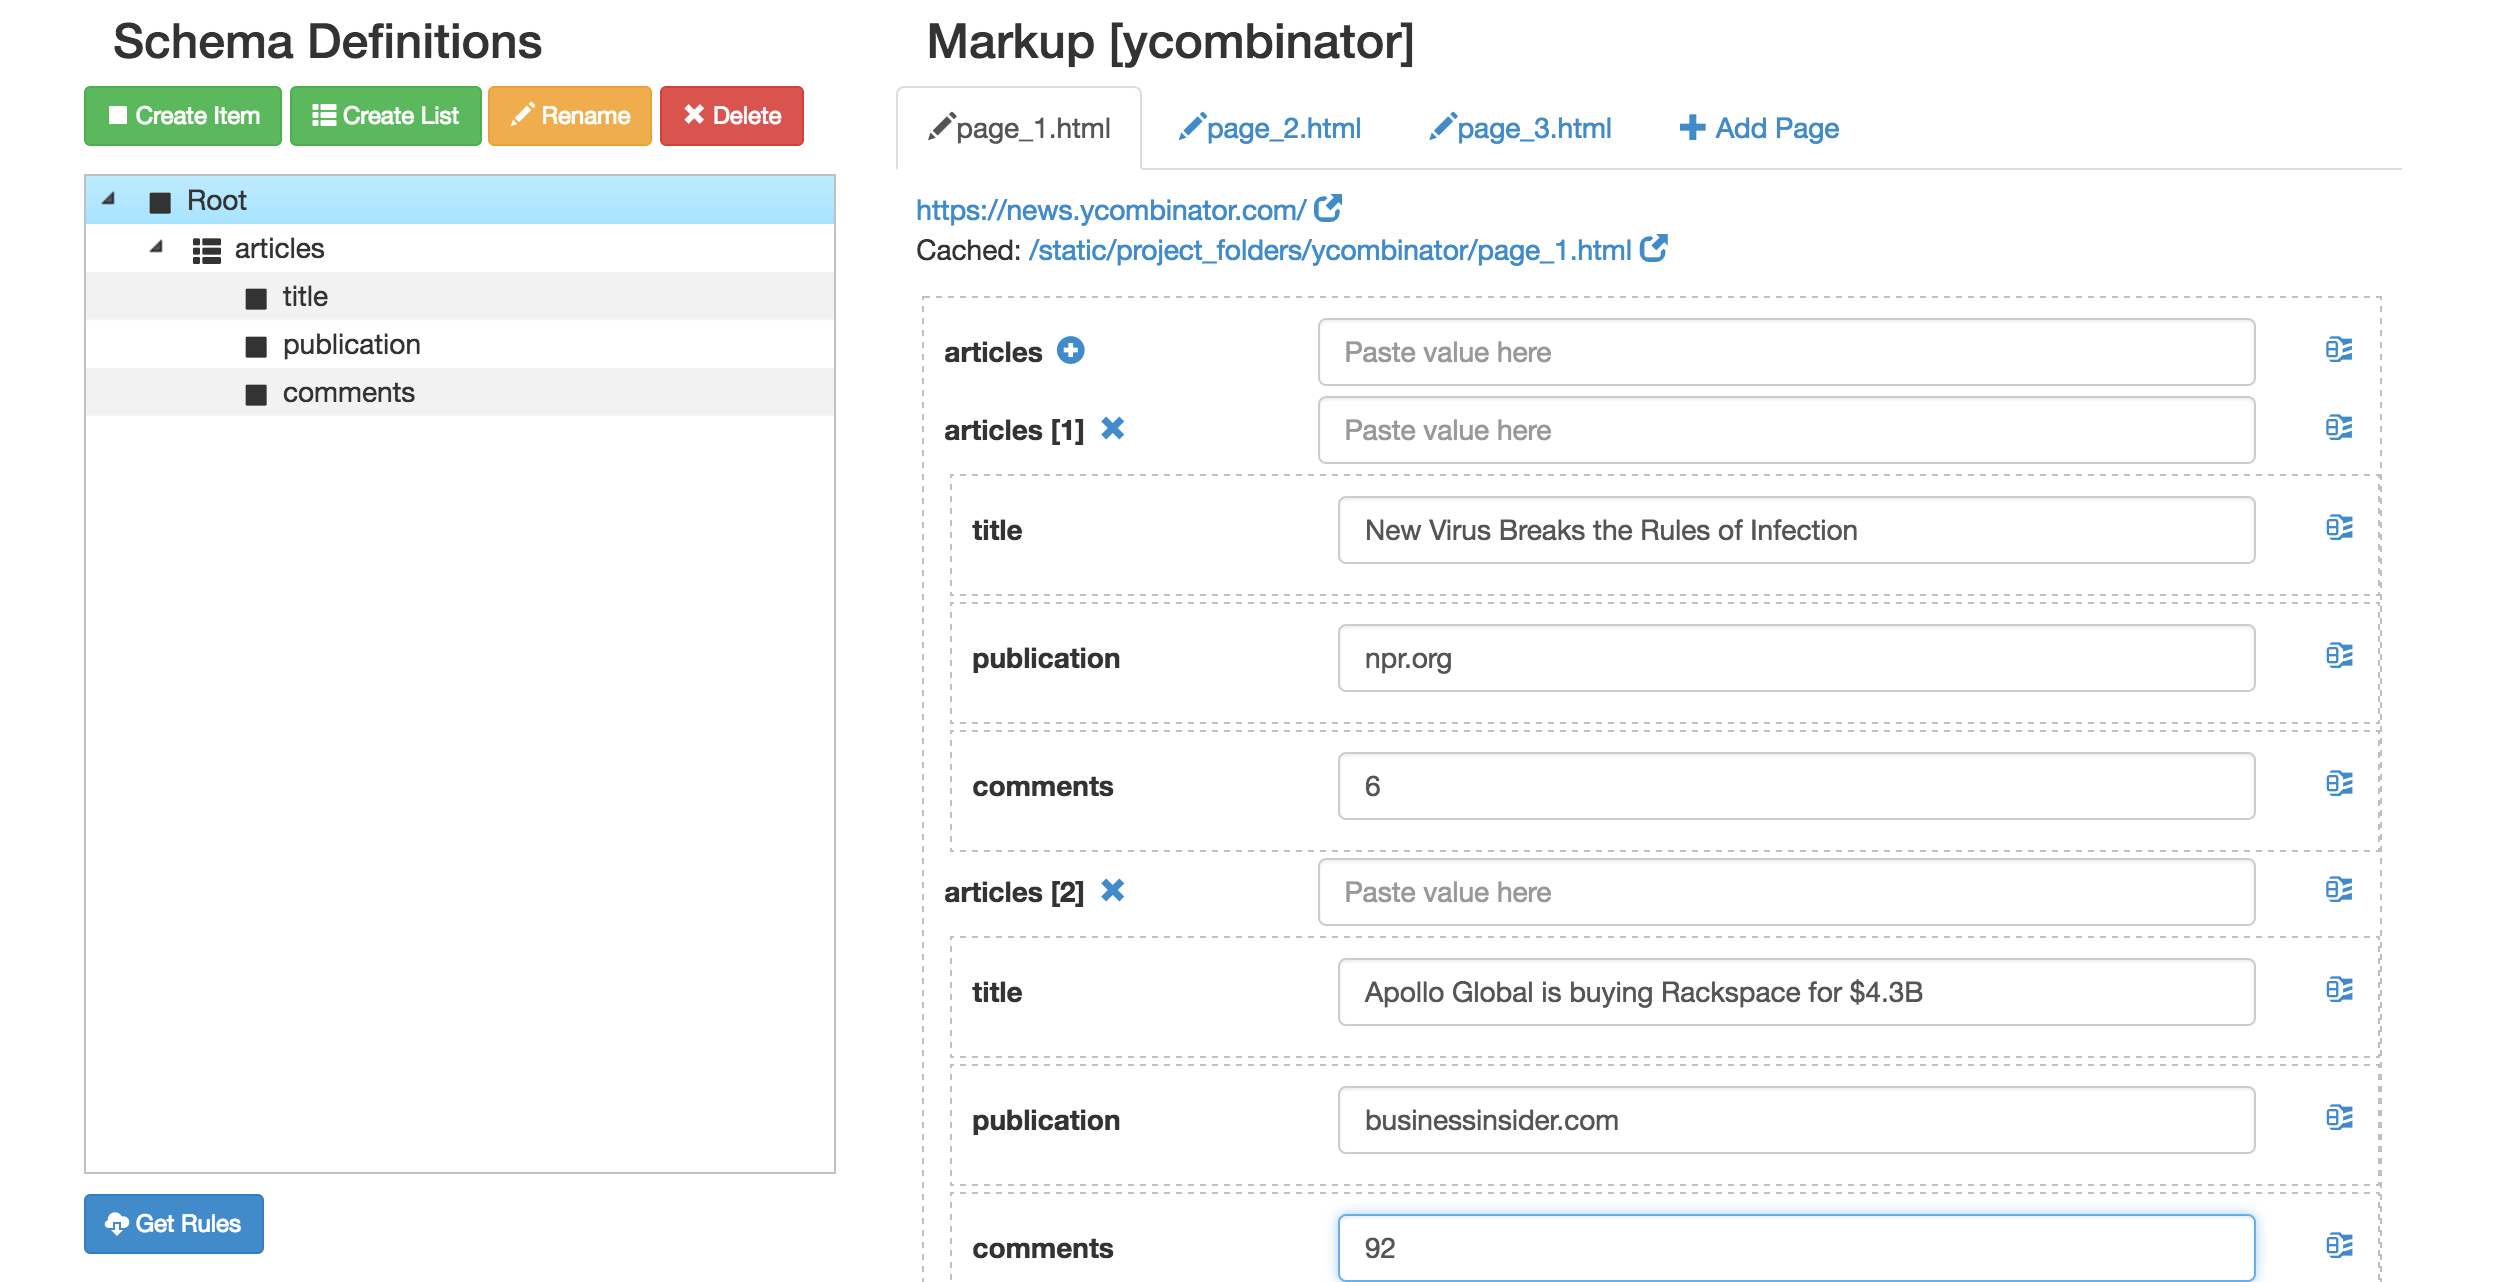 Schema Definitions
Create Item
Create List
Rename
Delete
Root
articles
title
publication
comments
Get Rules
Markup [ycombinator]
page_1.html
page_2.html
page_3.html
Add Page
https://news.ycombinator.com/
Cached: /static/project_folders/ycombinator/page_1.html
articles
Paste value here
articles [1]
Paste value here
title
New Virus Breaks the Rules of Infection
publication
npr.org
comments
6
articles [2]
Paste value here
title
Apollo Global is buying Rackspace for $4.3B
publication
businessinsider.com
comments
92